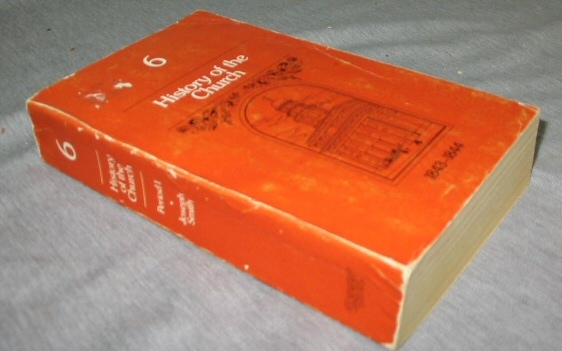 6
History of the
Church
1843-1844
6
History
of the
Church
Period I
Joseph
Smith